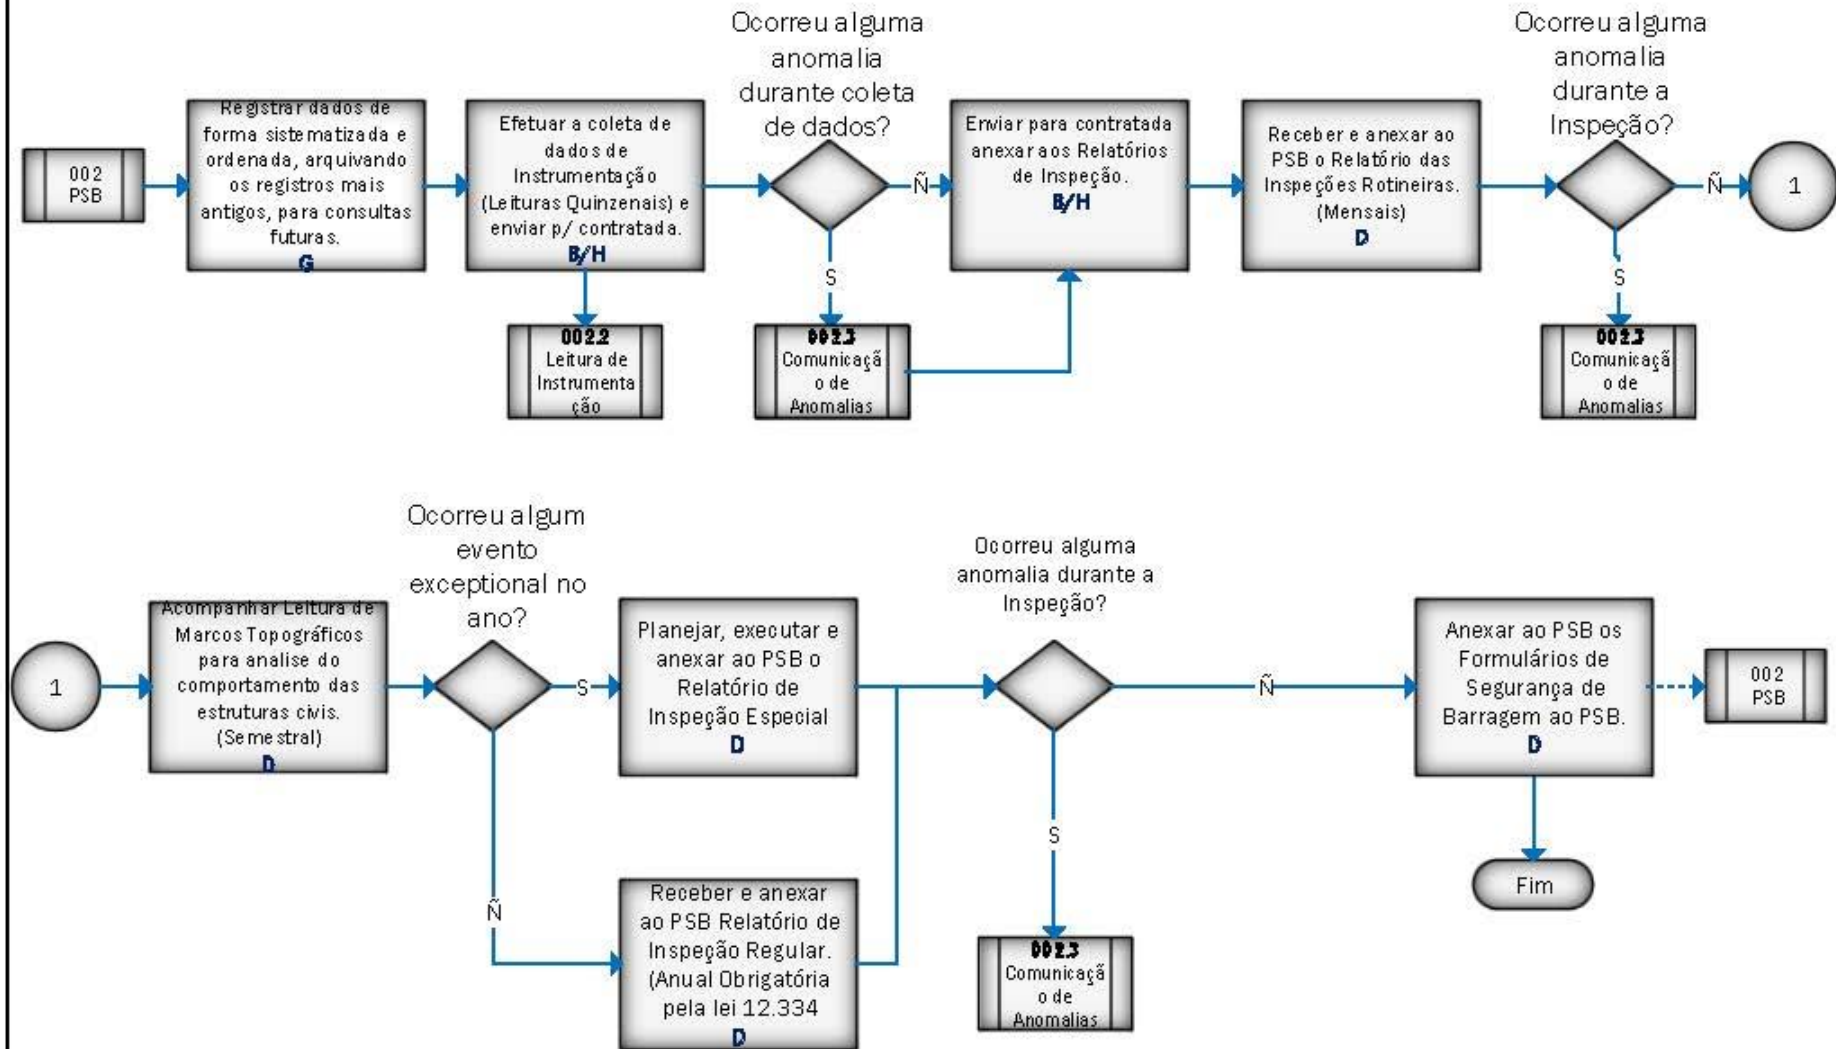 002
PSB
Registrar dados de
forma sistematizada e
ordenada, arquivando
os registros mais
antigos, para consultas
futuras.
G
Efetuar a coleta de
dados de
Instrumentação
(Leituras Quinzenais) e
enviar p/ contratada.
B/H
002.2
Leitura de
Instrumenta
ção
Ocorreu alguma
anomalia
durante coleta
de dados?
Ñ
S
002.3
Comunicaçã
o de
Anomalias
Enviar para contratada
anexar aos Relatórios
de Inspeção.
B/H
Receber e anexar ao
PSB o Relatório das
Inspeções Rotineiras.
(Mensais)
D
Ocorreu alguma
anomalia
durante a
Inspeção?
Ñ
1
S
002.3
Comunicaçã
o de
Anomalias
1
Acompanhar Leitura de
Marcos Topográficos
para analise do
comportamento das
estruturas civis.
(Semestral)
D
Ocorreu algum
evento
exceptional no
ano?
S
Ñ
Planejar, executar e
anexar ao PSB o
Relatório de
Inspeção Especial
D
Receber e anexar
ao PSB Relatório de
Inspeção Regular.
(Anual Obrigatória
pela lei 12.334
D
Ocorreu alguma
anomalia durante a
Inspeção?
Ñ
S
002.3
Comunicaçã
o de
Anomalias
Anexar ao PSB os
Formulários de
Segurança de
Barragem ao PSB.
D
002
PSB
Fim